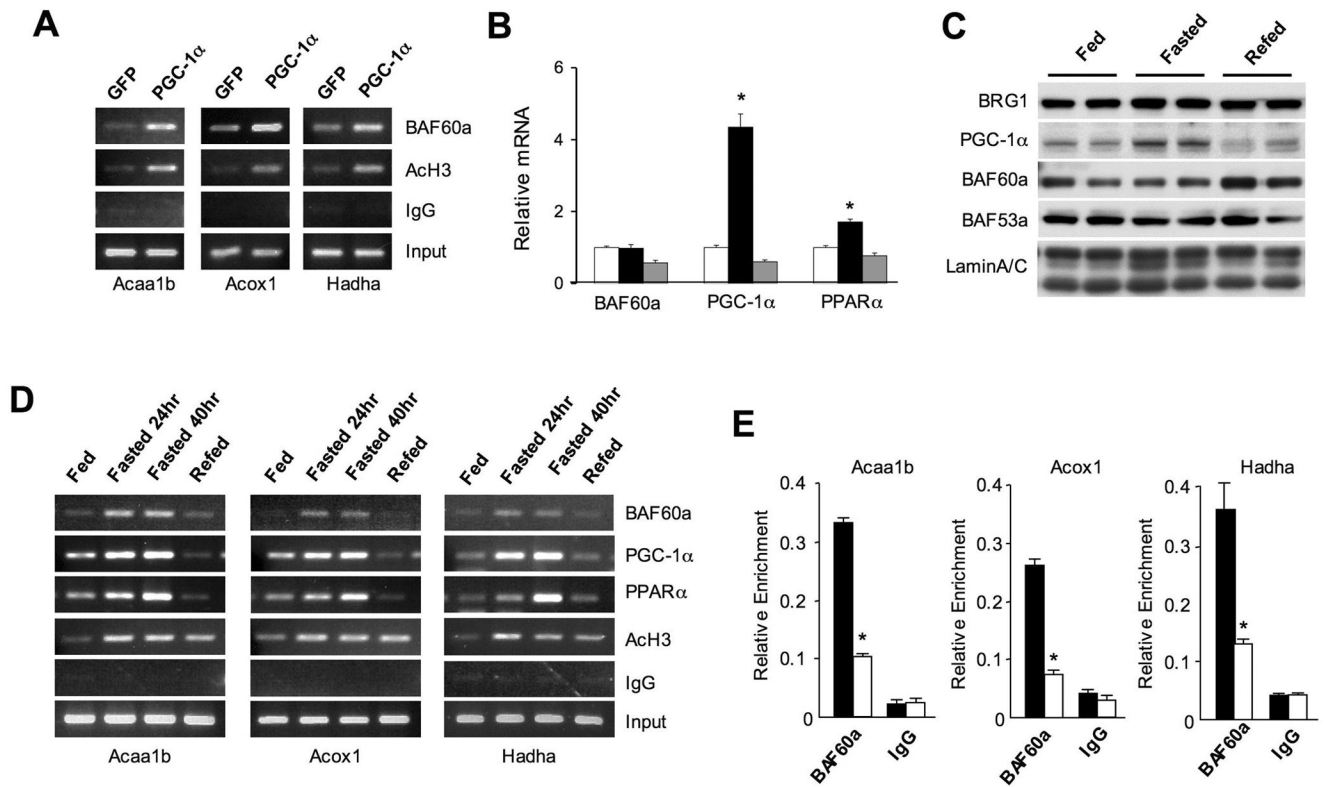 A
GFP
PGC-1α
GFP
PGC-1α
GFP
PGC-1α
BAF60a
AcH3
IgG
Input
Acaa1b
Acox1
Hadha
B
Relative mRNA
6
4
2
0
*
*
BAF60a
PGC-1α
PPARα
C
Fed
Fasted
Refed
BRG1
PGC-1α
BAF60a
BAF53a
LaminA/C
D
Fed
Fasted 24hr
Fasted 40hr
Refed
Fed
Fasted 24hr
Fasted 40hr
Refed
Fed
Fasted 24hr
Fasted 40hr
Refed
BAF60a
PGC-1α
PPARα
AcH3
IgG
Input
Acaa1b
Acox1
Hadha
E
Acaa1b
Relative Enrichment
0.4
0.3
0.2
0.1
0
*
BAF60a
IgG
Acox1
Relative Enrichment
0.4
0.3
0.2
0.1
0
*
BAF60a
IgG
Hadha
Relative Enrichment
0.4
0.3
0.2
0.1
0
*
BAF60a
IgG